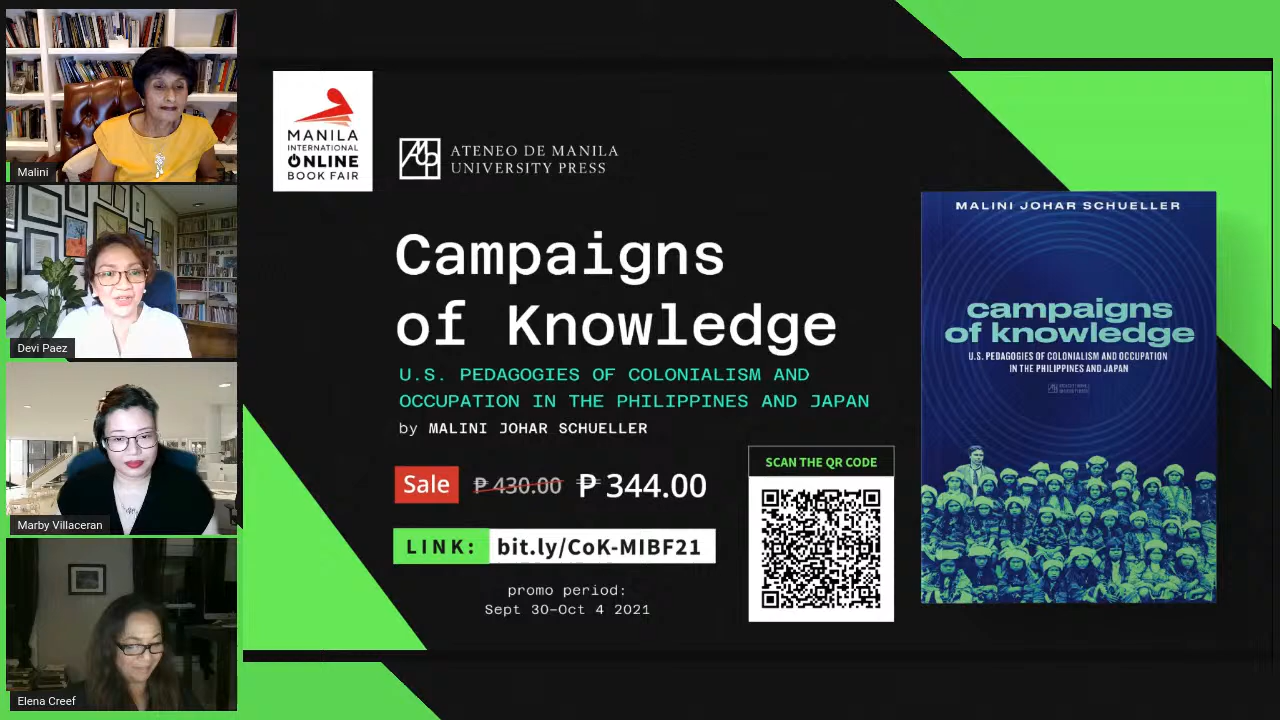 Malini
Devi Paez
Marby Villaceran
Elena Creef
MANILA
INTERNATIONAL
ONLINE
BOOK FAIR
ATENEO DE MANILA
UNIVERSITY PRESS
Campaigns
of Knowledge
U.S. PEDAGOGIES OF COLONIALISM AND
OCCUPATION IN THE PHILIPPINES AND JAPAN
by MALINI JOHAR SCHUELLER
Sale ₱ 430.00 ₱ 344.00
LINK: bit.ly/CoK-MIBF21
promo period:
Sept 30–Oct 4 2021
SCAN THE QR CODE
MALINI JOHAR SCHUELLER
campaigns
of knowledge
U.S. PEDAGOGIES OF COLONIALISM AND OCCUPATION
IN THE PHILIPPINES AND JAPAN